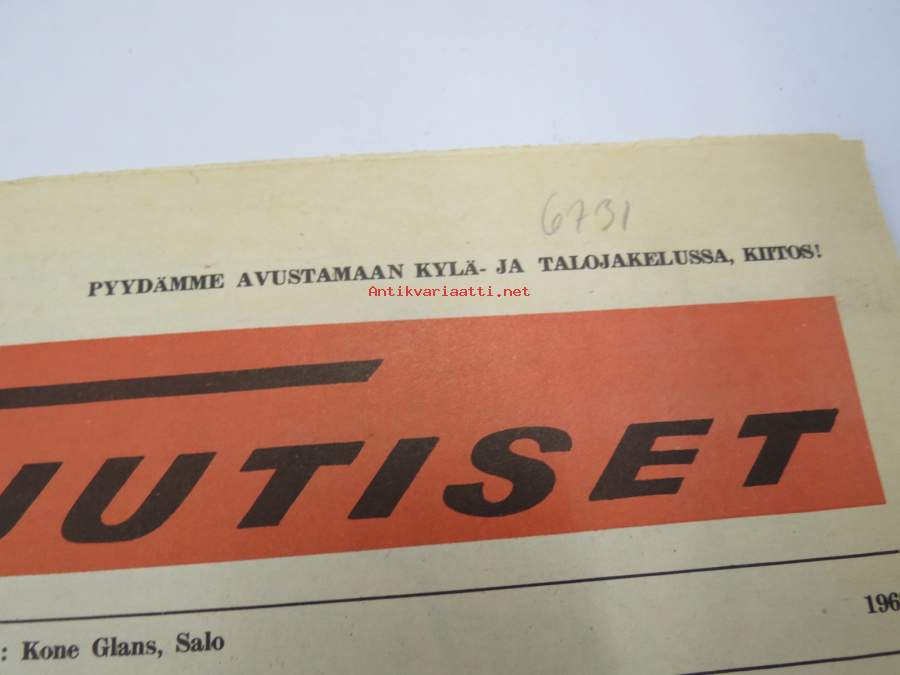 6731
PYYDÄMME AVUSTAMAAN KYLÄ- JA TALOJAKELUSSA, KIITOS!
Antikvariaatti.net
UUTISET
: Kone Glans, Salo
196